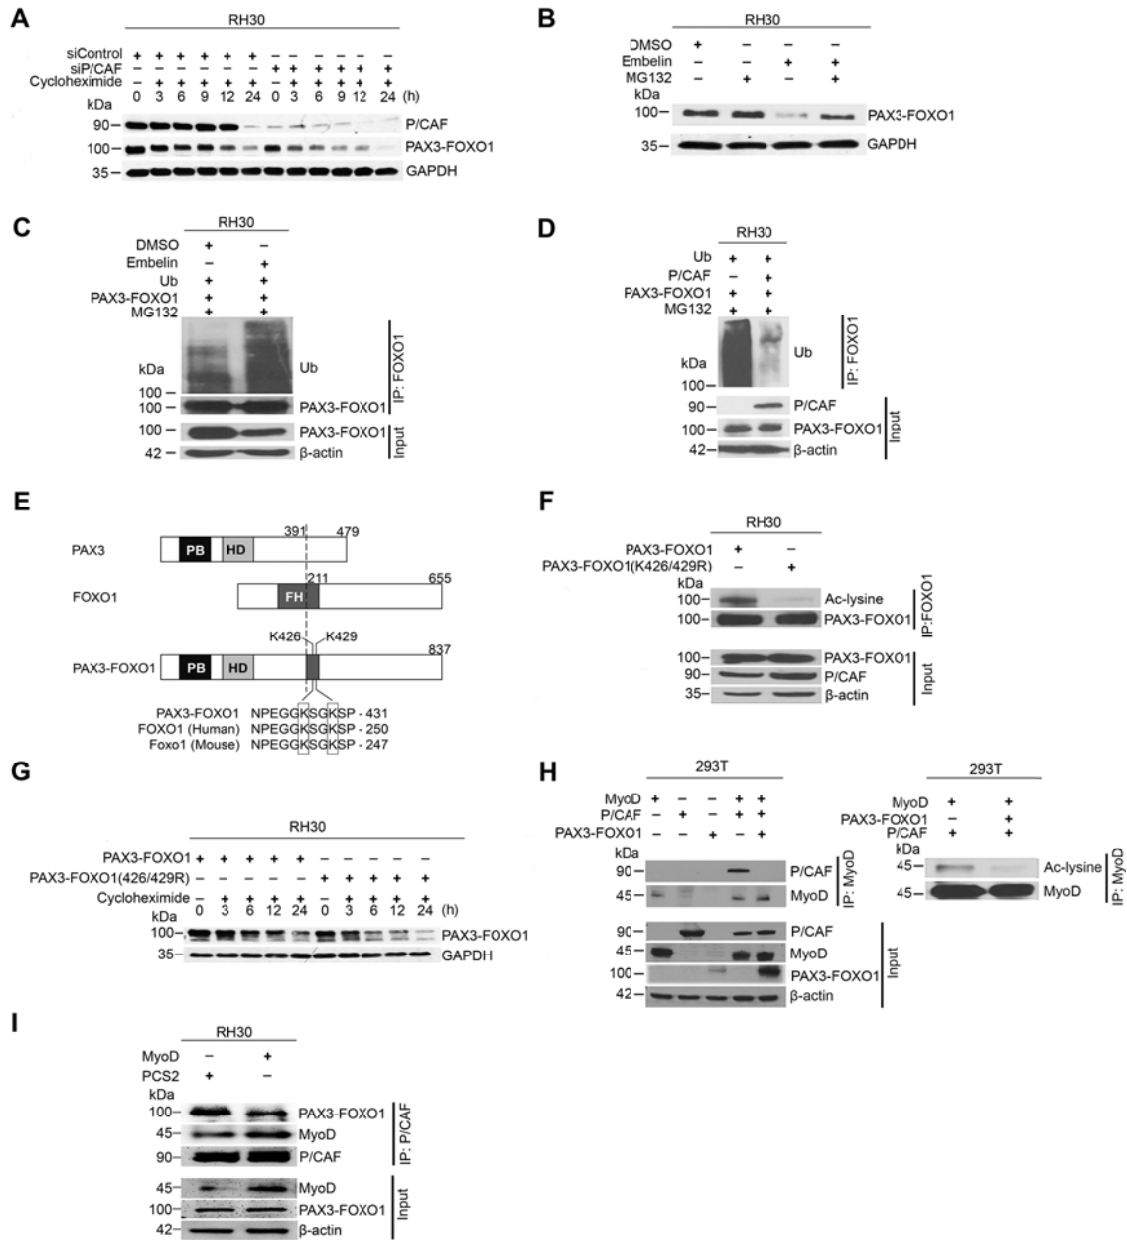 A
RH30
siControl + + + + + + – – – – – –
siP/CAF – – – – – – + + + + + +
Cycloheximide – + + + + + – + + + + +
0 3 6 9 12 24 0 3 6 9 12 24 (h)
kDa
90 P/CAF
100 PAX3-FOXO1
35 GAPDH
B
RH30
DMSO + – – –
Embelin – – + +
MG132 – + – +
kDa
100 PAX3-FOXO1
35 GAPDH
C
RH30
DMSO + –
Embelin – +
Ub + +
PAX3-FOXO1 + +
MG132 + +
kDa
Ub
100
100 PAX3-FOXO1
IP: FOXO1
100 PAX3-FOXO1
42 β-actin
Input
D
RH30
Ub + +
P/CAF – +
PAX3-FOXO1 + +
MG132 + +
kDa
Ub
100
IP: FOXO1
90 P/CAF
100 PAX3-FOXO1
42 β-actin
Input
E
391 479
PAX3 PB HD
211 655
FOXO1 FH
K426 K429
837
PAX3-FOXO1 PB HD
PAX3-FOXO1 NPEGGKSGKSP - 431
FOXO1 (Human) NPEGGKSGKSP - 250
Foxo1 (Mouse) NPEGGKSGKSP - 247
F
RH30
PAX3-FOXO1 + –
PAX3-FOXO1(K426/429R) – +
kDa
100 Ac-lysine
100 PAX3-FOXO1
IP:FOXO1
100 PAX3-FOXO1
90 P/CAF
35 β-actin
Input
G
RH30
PAX3-FOXO1 + + + + + – – – – –
PAX3-FOXO1(426/429R) – – – – – + + + + +
Cycloheximide – + + + + – + + + +
0 3 6 12 24 0 3 6 12 24 (h)
kDa
100 PAX3-FOXO1
35 GAPDH
H
293T
MyoD + – – + +
P/CAF – + – + +
PAX3-FOXO1 – – + – +
kDa
90 P/CAF
45 MyoD
IP: MyoD
90 P/CAF
45 MyoD
100 PAX3-FOXO1
42 β-actin
Input
293T
MyoD + +
PAX3-FOXO1 – +
P/CAF + +
kDa
45 Ac-lysine
45 MyoD
IP: MyoD
I
RH30
MyoD – +
PCS2 + –
kDa
100 PAX3-FOXO1
45 MyoD
90 P/CAF
IP: P/CAF
45 MyoD
100 PAX3-FOXO1
42 β-actin
Input